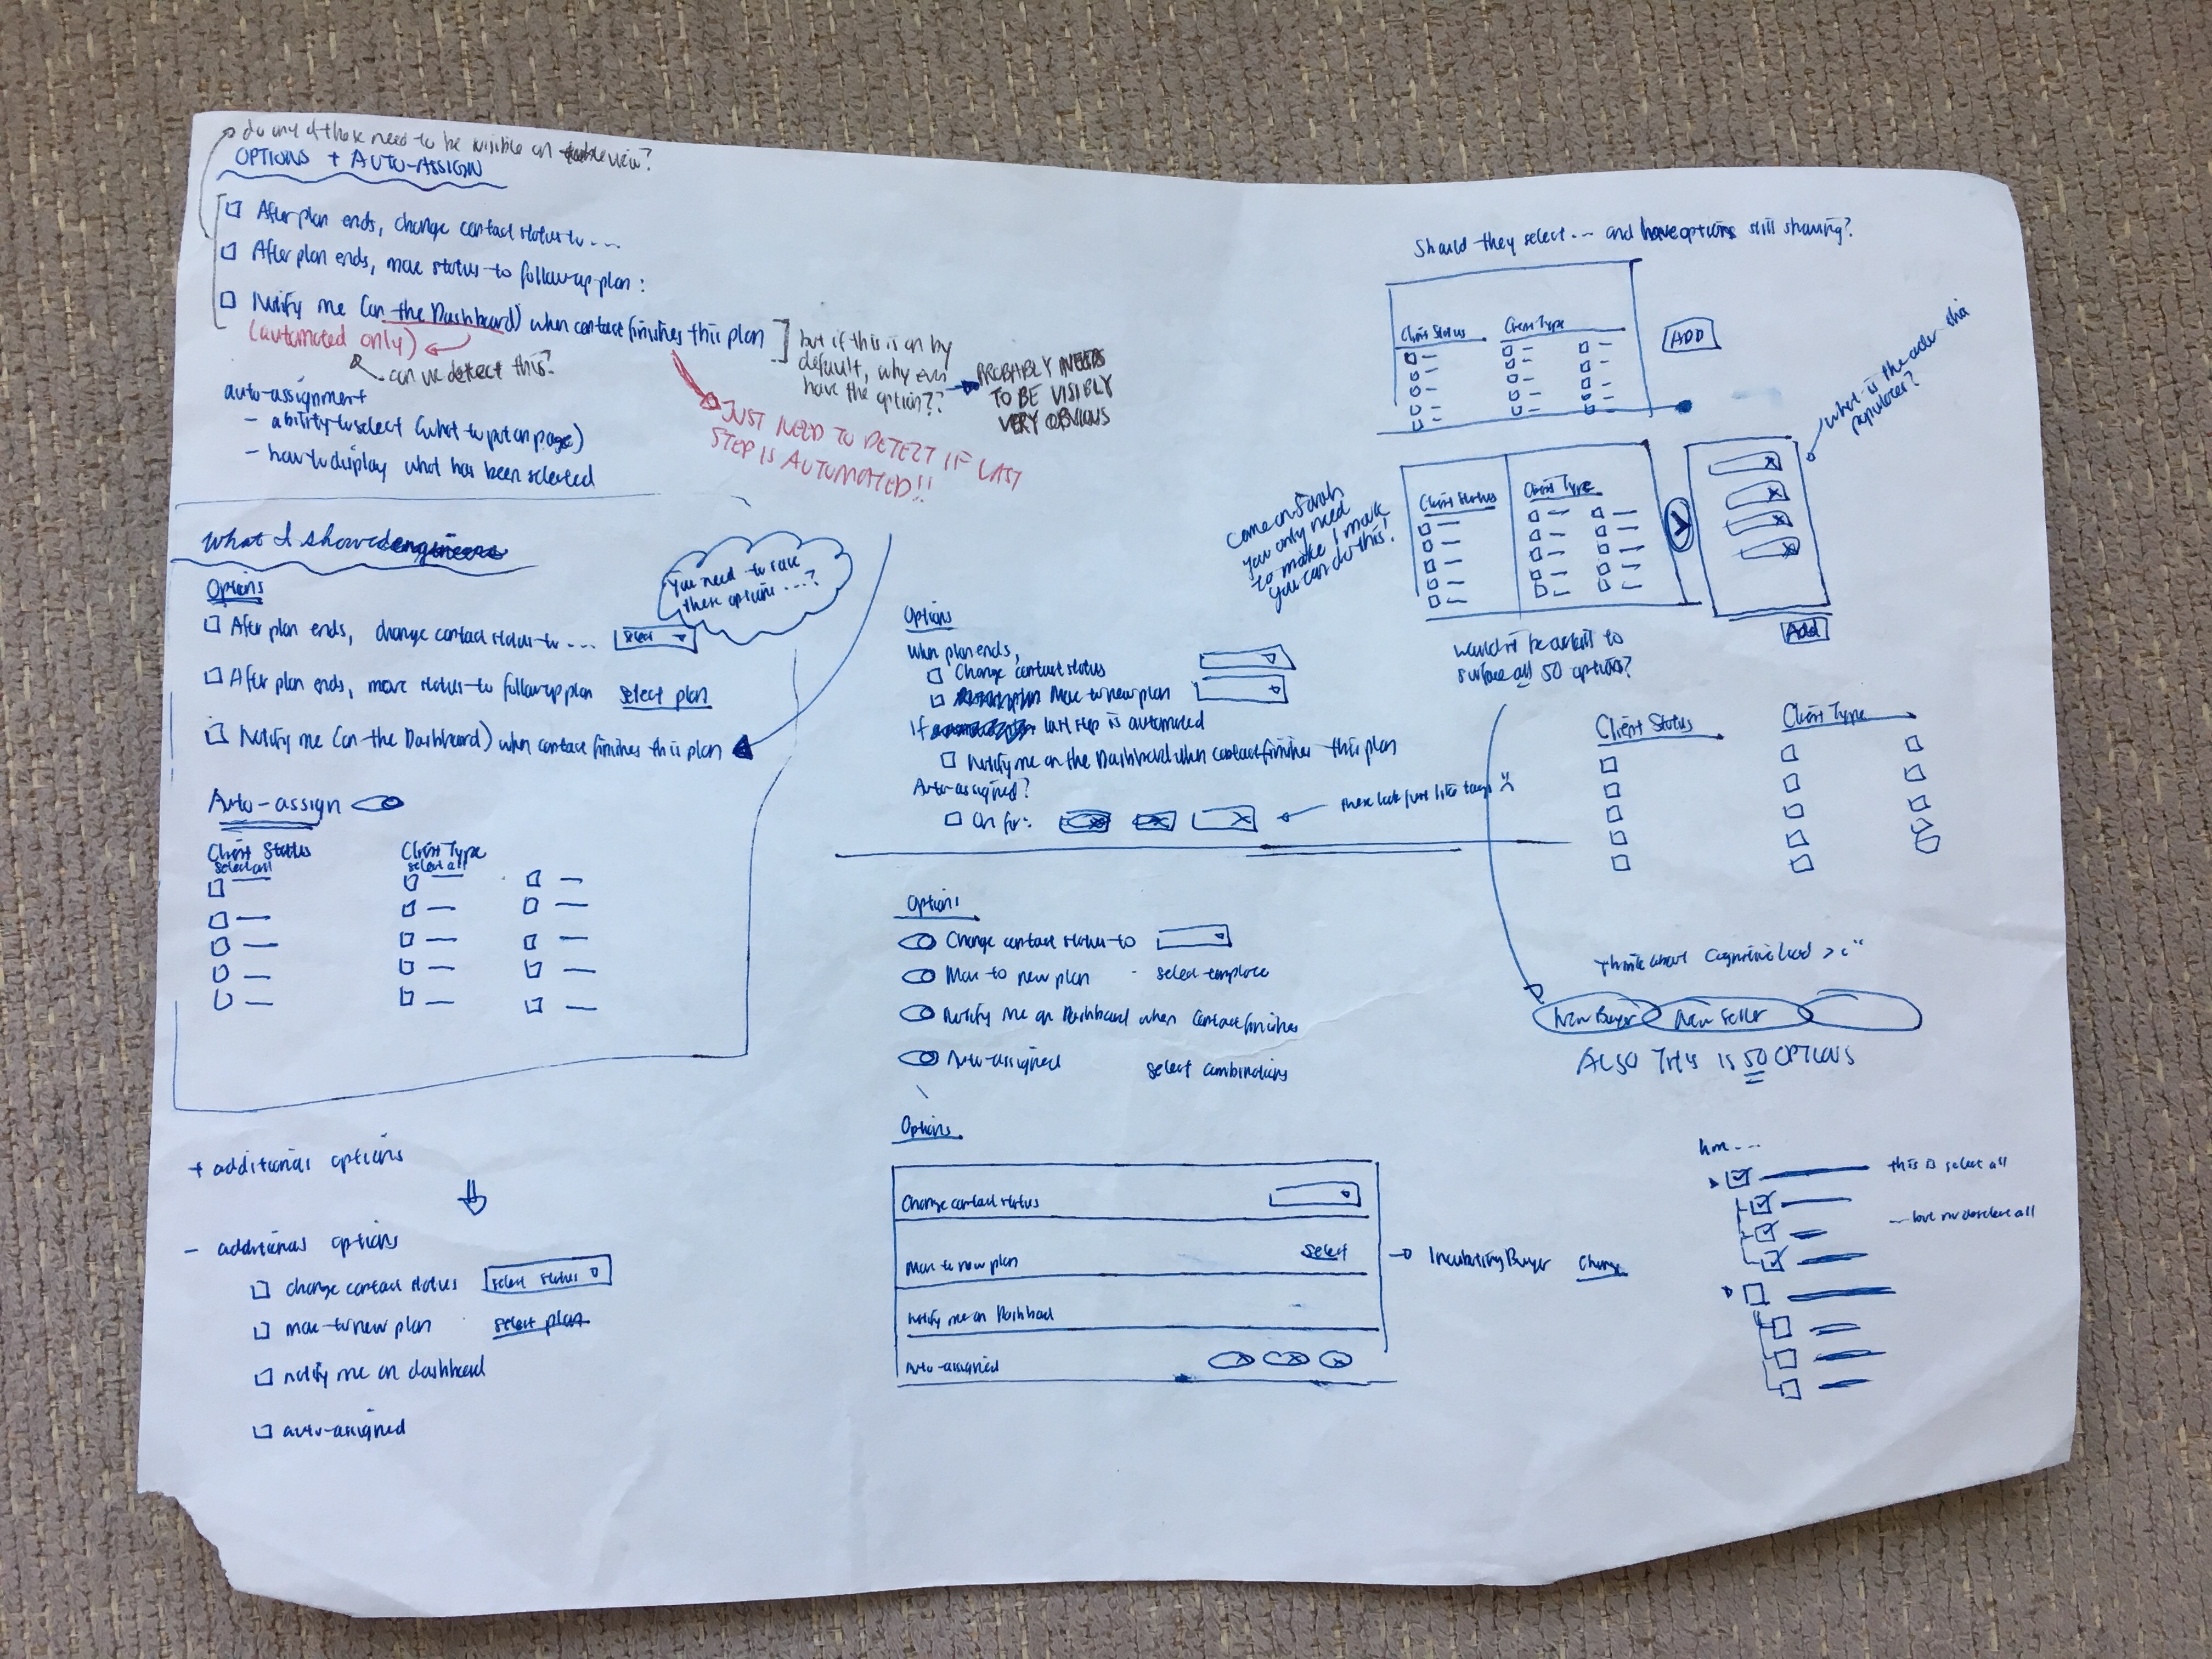 do any of these need to be visible on view?
OPTIONS + AUTO-ASSIGN
After plan ends, change contact status to ....
After plan ends, move status to follow up plan:
Notify me (on the Dashboard) when contact finishes this plan
(automated only)
can we detect this?
but if this is on by
default, why even
have the option??
PROBABLY NEEDS
TO BE VISIBLY
VERY OBVIOUS
JUST NEED TO DETECT IF LAST
STEP IS AUTOMATED!!
auto-assignment
- ability to select (what to put on page)
- how to display what has been selected
What I showed engineers
You need to save
these options ....?
Options
After plan ends, change contact status to ... select
After plan ends, move status to follow up plan select plan
Notify me (on the Dashboard) when contact finishes this plan
Auto-assign
Client Status
select all
Client Type
select all
+ additional options
- additional options
change contact status select status
move to new plan select plan
notify me on dashboard
auto-assigned
Options
When plan ends,
Change contact status
Move to new plan
If last step is automated
Notify me on the Dashboard when contact finishes this plan
Auto-assigned?
On for:
these look just like tags
Options
Change contact status to
Move to new plan - select template
Notify me on Dashboard when contact finishes
Auto-assigned select combinations
Options
Change contact status
Move to new plan select
Incubating Buyer change
Notify me on Dashboard
Auto-assigned
Should they select ... and have options still showing?
Client Status Client Type
ADD
what is the order
Come on Sarah
you only need
to make 1 more
you can do this!
Client Status
Client Type
Add
Would it be awkward to
surface all 50 options?
Client Status
Client Type
Think about cognitive load >:"
New Buyer New Seller
ALSO THIS IS 50 OPTIONS
hm....
this is select all
... but no deselect all